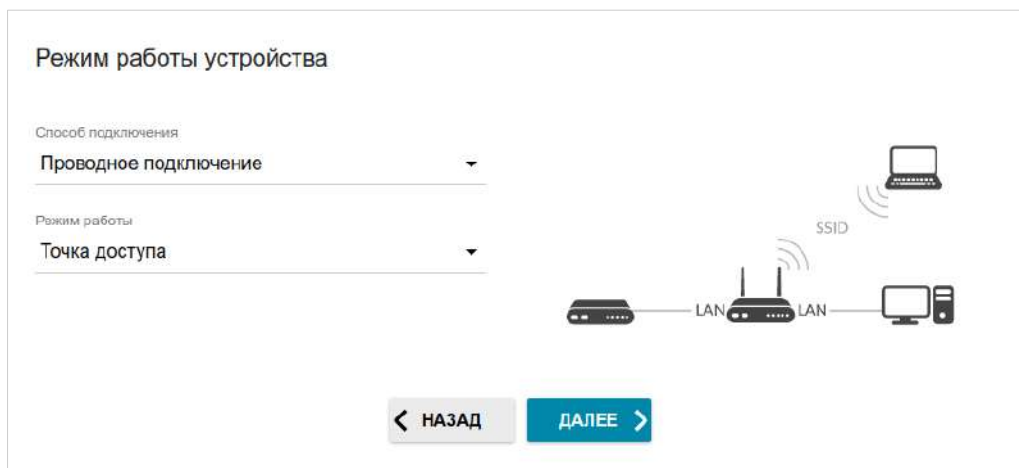 Режим работы устройства
Способ подключения
Проводное подключение
Режим работы
Точка доступа
SSID
LAN
LAN
НАЗАД
ДАЛЕЕ